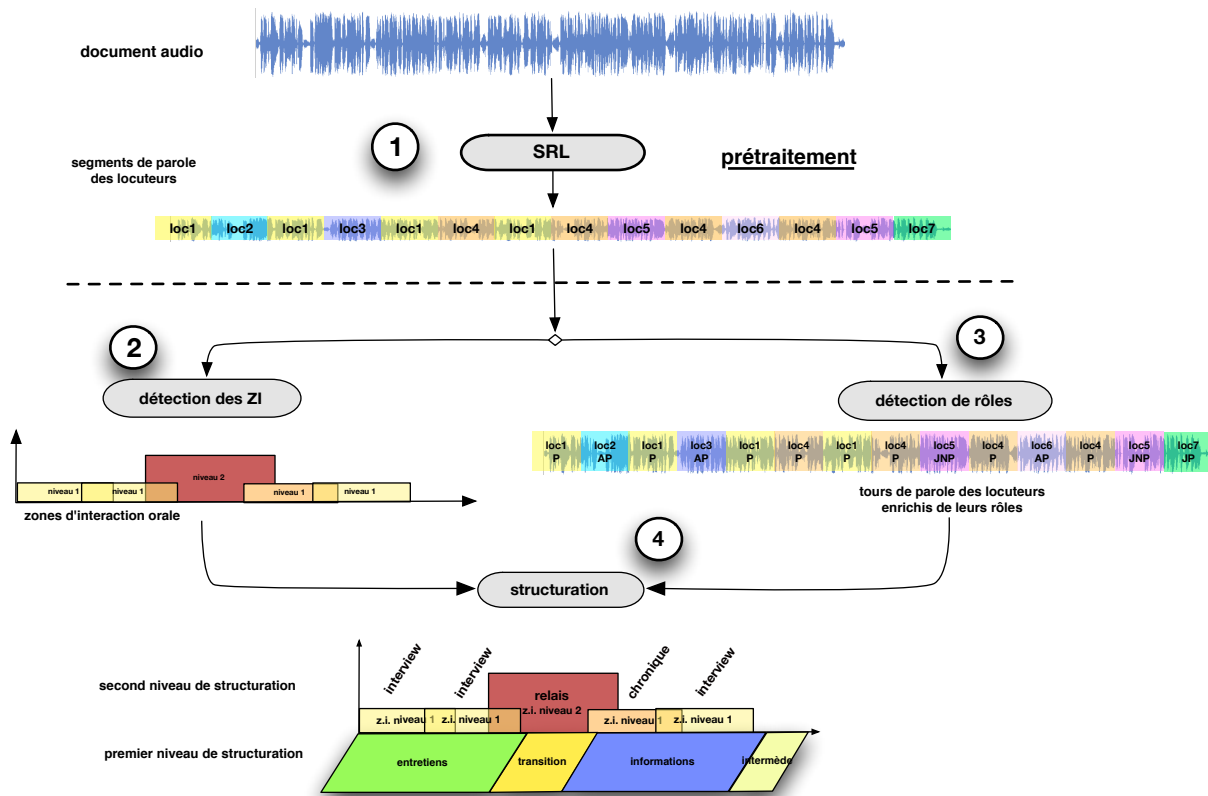 document audio
1
SRL
prétraitement
segments de parole
des locuteurs
loc1 loc2 loc1 loc3 loc1 loc4 loc1 loc4 loc5 loc4 loc6 loc4 loc5 loc7
2
3
détection des ZI
détection de rôles
loc1 loc2 loc1 loc3 loc1 loc4 loc1 loc4 loc5 loc4 loc6 loc4 loc5 loc7
P AP P AP P P P P JNP P AP P JNP JP
niveau 2
niveau 1 niveau 1 niveau 1 niveau 1
zones d'interaction orale
tours de parole des locuteurs
enrichis de leurs rôles
4
structuration
interview interview chronique interview
second niveau de structuration
relais
z.i. niveau 2
z.i. niveau 1 z.i. niveau 1 z.i. niveau 1 z.i. niveau 1
premier niveau de structuration
entretiens transition informations intermède